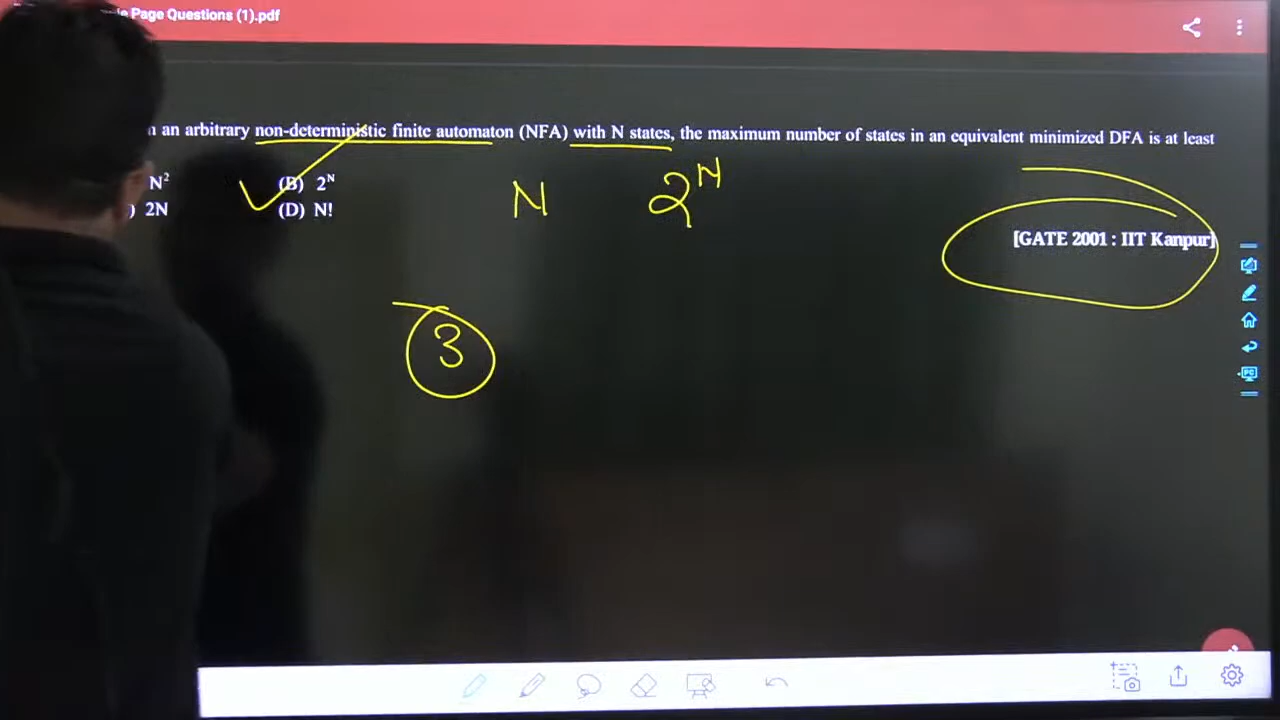 Page Questions (1).pdf
an arbitrary non-deterministic finite automaton (NFA) with N states, the maximum number of states in an equivalent minimized DFA is at least
N² (B) 2ᴺ
2N (D) N!
N 2ᴺ
[GATE 2001 : IIT Kanpur]
3
PC